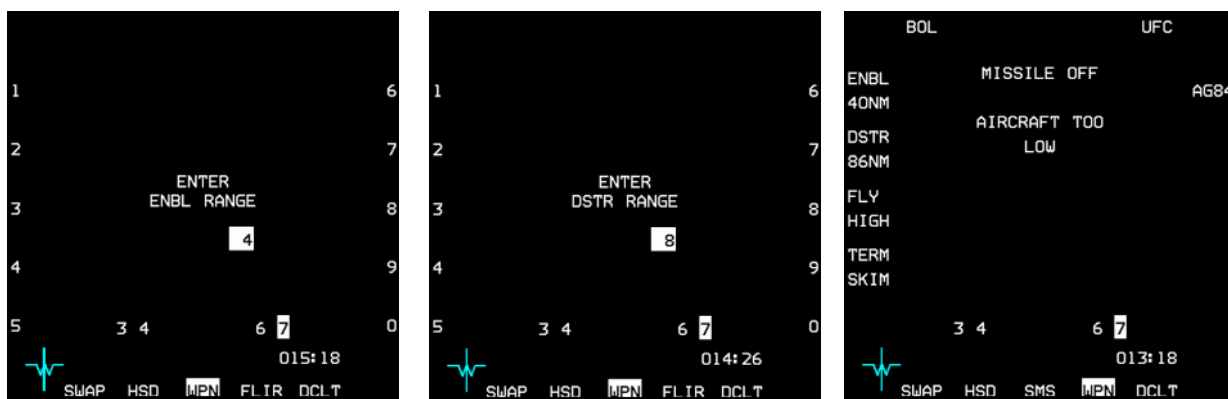 1 6
2 7
ENTER
ENBL RANGE
3 8
4
4 9
5 3 4 6 7 0
015:18
SWAP HSD WPN FLIR DCLT
1 6
2 7
ENTER
DSTR RANGE
3 8
8
4 9
5 3 4 6 7 0
014:26
SWAP HSD WPN FLIR DCLT
BOL UFC
ENBL MISSILE OFF
40NM AG84
AIRCRAFT TOO
DSTR LOW
86NM
FLY
HIGH
TERM
SKIM
3 4 6 7
013:18
SWAP HSD SMS WPN DCLT